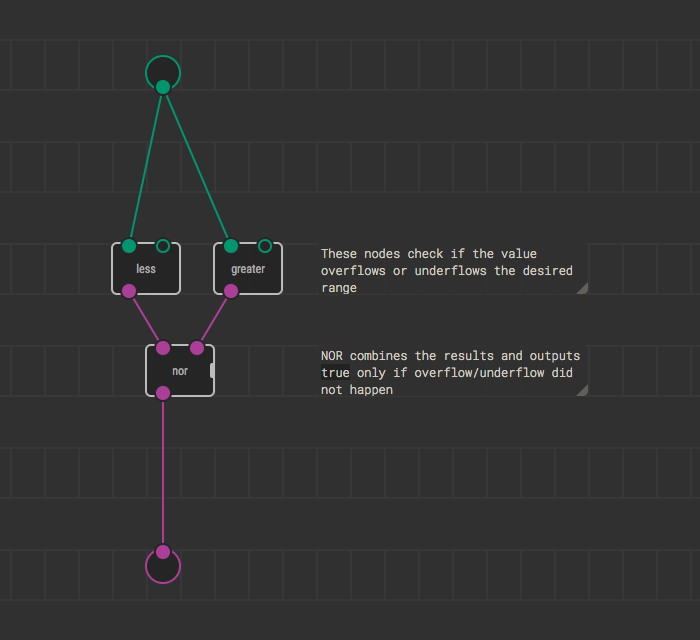 less
greater
These nodes check if the value
overflows or underflows the desired
range
nor
NOR combines the results and outputs
true only if overflow/underflow did
not happen